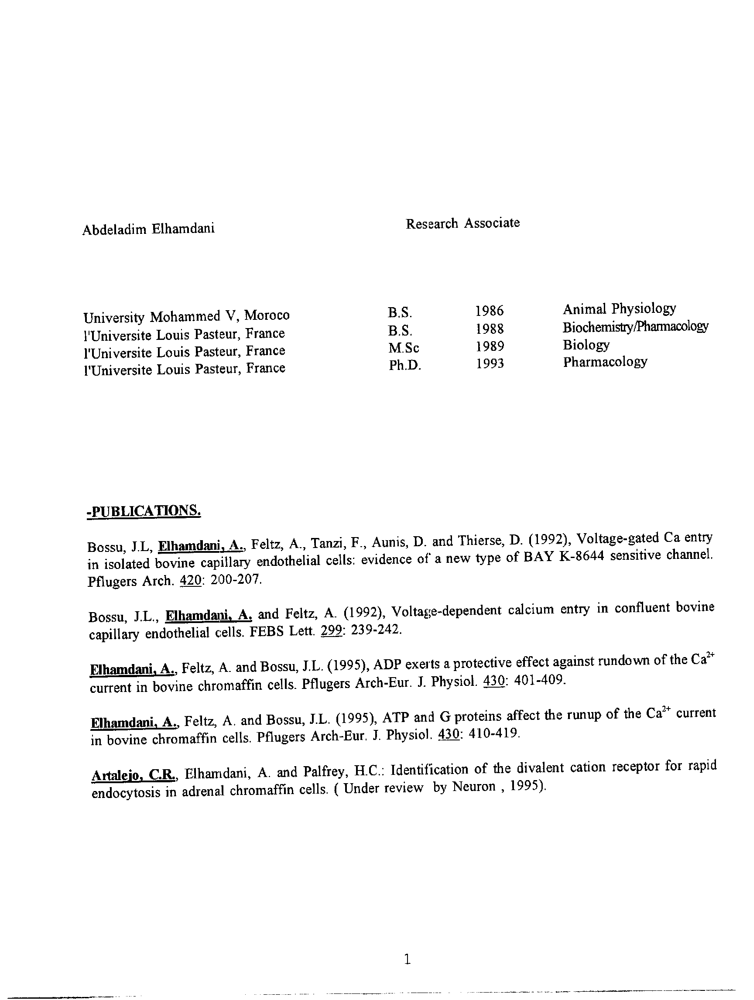 Abdeladim Elhamdani Research Associate
University Mohammed V, Moroco B.S. 1986 Animal Physiology
l'Universite Louis Pasteur, France B.S. 1988 Biochemistry/Pharmacology
l'Universite Louis Pasteur, France M.Sc 1989 Biology
l'Universite Louis Pasteur, France Ph.D. 1993 Pharmacology
-PUBLICATIONS.
Bossu, J.L, Elhamdani, A., Feltz, A., Tanzi, F., Aunis, D. and Thierse, D. (1992), Voltage-gated Ca entry
in isolated bovine capillary endothelial cells: evidence of a new type of BAY K-8644 sensitive channel.
Pflugers Arch. 420: 200-207.
Bossu, J.L., Elhamdani, A, and Feltz, A. (1992), Voltage-dependent calcium entry in confluent bovine
capillary endothelial cells. FEBS Lett. 299: 239-242.
Elhamdani, A., Feltz, A. and Bossu, J.L. (1995), ADP exerts a protective effect against rundown of the Ca²⁺
current in bovine chromaffin cells. Pflugers Arch-Eur. J. Physiol. 430: 401-409.
Elhamdani, A., Feltz, A. and Bossu, J.L. (1995), ATP and G proteins affect the runup of the Ca²⁺ current
in bovine chromaffin cells. Pflugers Arch-Eur. J. Physiol. 430: 410-419.
Artalejo, C.R., Elhamdani, A. and Palfrey, H.C.: Identification of the divalent cation receptor for rapid
endocytosis in adrenal chromaffin cells. ( Under review by Neuron , 1995).
1